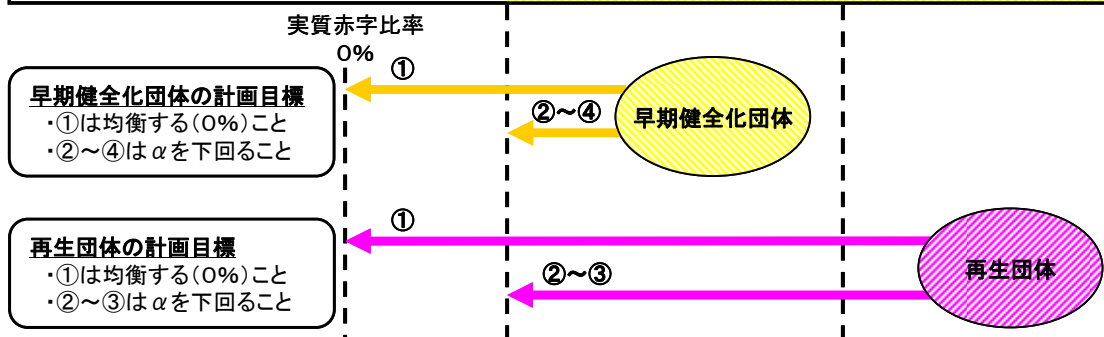 実質赤字比率
0%
早期健全化団体の計画目標
・①は均衡する(0%)こと
・②~④はαを下回ること
①
②~④
早期健全化団体
再生団体の計画目標
・①は均衡する(0%)こと
・②~③はαを下回ること
①
②~③
再生団体